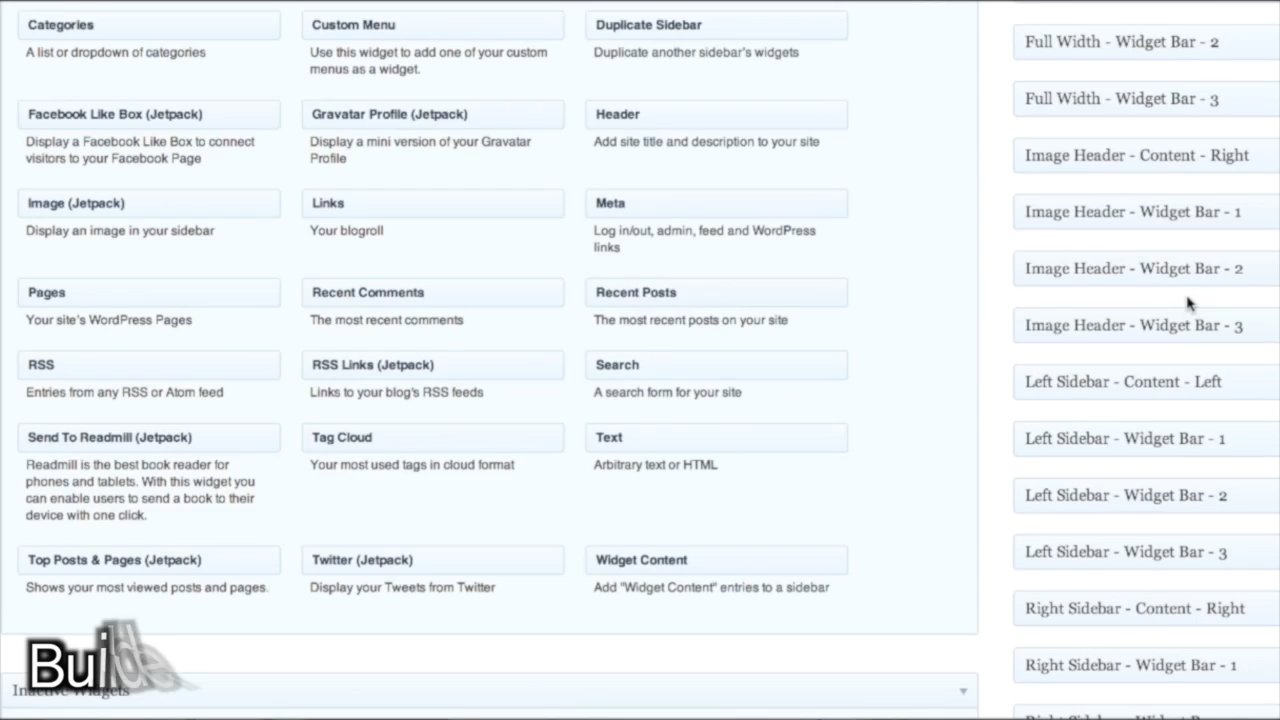 Categories
A list or dropdown of categories
Custom Menu
Use this widget to add one of your custom
menus as a widget.
Duplicate Sidebar
Duplicate another sidebar's widgets
Facebook Like Box (Jetpack)
Display a Facebook Like Box to connect
visitors to your Facebook Page
Gravatar Profile (Jetpack)
Display a mini version of your Gravatar
Profile
Header
Add site title and description to your site
Image (Jetpack)
Display an image in your sidebar
Links
Your blogroll
Meta
Log in/out, admin, feed and WordPress
links
Pages
Your site's WordPress Pages
Recent Comments
The most recent comments
Recent Posts
The most recent posts on your site
RSS
Entries from any RSS or Atom feed
RSS Links (Jetpack)
Links to your blog's RSS feeds
Search
A search form for your site
Send To Readmill (Jetpack)
Readmill is the best book reader for
phones and tablets. With this widget you
can enable users to send a book to their
device with one click.
Tag Cloud
Your most used tags in cloud format
Text
Arbitrary text or HTML
Top Posts & Pages (Jetpack)
Shows your most viewed posts and pages.
Twitter (Jetpack)
Display your Tweets from Twitter
Widget Content
Add "Widget Content" entries to a sidebar
Inactive Widgets
Full Width - Widget Bar - 2
Full Width - Widget Bar - 3
Image Header - Content - Right
Image Header - Widget Bar - 1
Image Header - Widget Bar - 2
Image Header - Widget Bar - 3
Left Sidebar - Content - Left
Left Sidebar - Widget Bar - 1
Left Sidebar - Widget Bar - 2
Left Sidebar - Widget Bar - 3
Right Sidebar - Content - Right
Right Sidebar - Widget Bar - 1